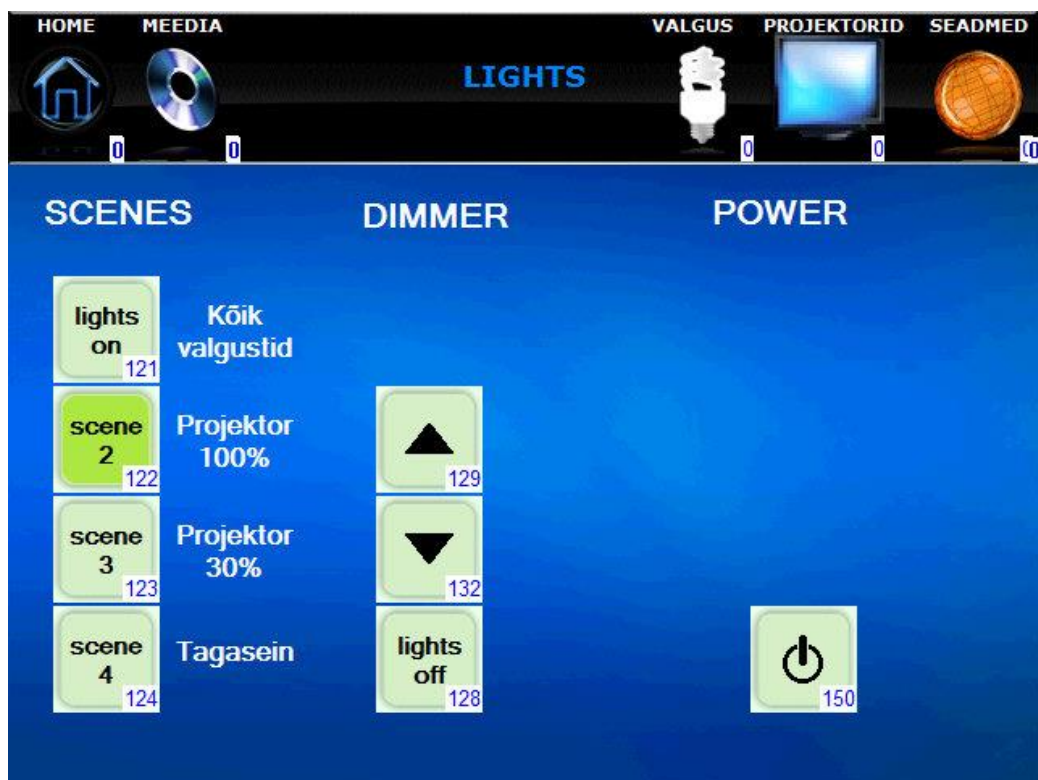 HOME MEEDIA VALGUS PROJEKTORID SEADMED
LIGHTS
0 0 0 0 0
SCENES DIMMER POWER
lights
on
121
Kõik
valgustid
scene
2
122
Projektor
100%
129
scene
3
123
Projektor
30%
132
scene
4
124
Tagasein
lights
off
128
150